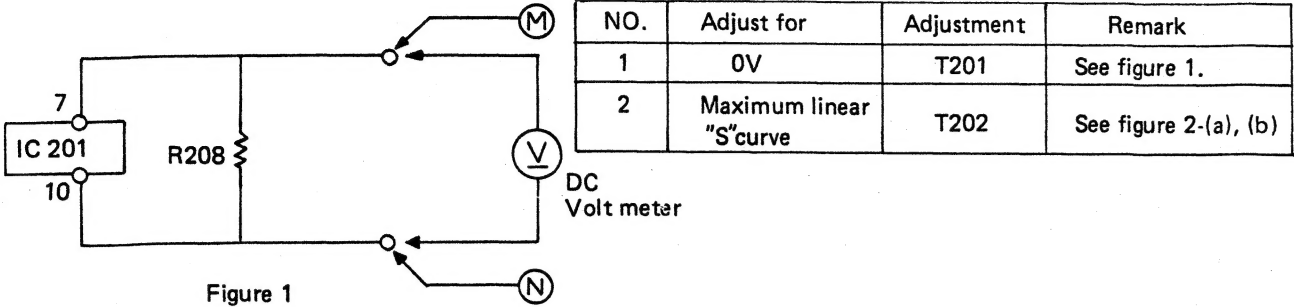 M
7
IC 201
10
R208
V
DC
Volt meter
N
Figure 1
NO. Adjust for Adjustment Remark
1 0V T201 See figure 1.
2 Maximum linear "S"curve T202 See figure 2-(a), (b)